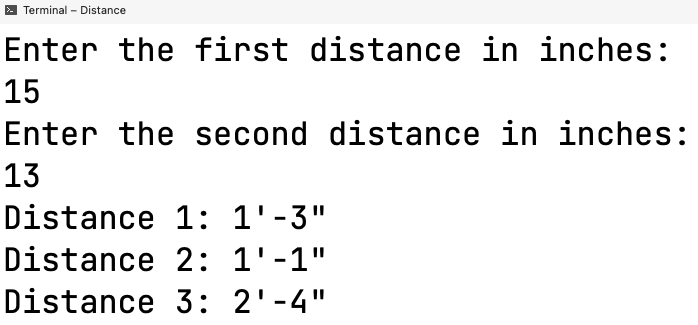 Terminal – Distance
Enter the first distance in inches:
15
Enter the second distance in inches:
13
Distance 1: 1'-3"
Distance 2: 1'-1"
Distance 3: 2'-4"